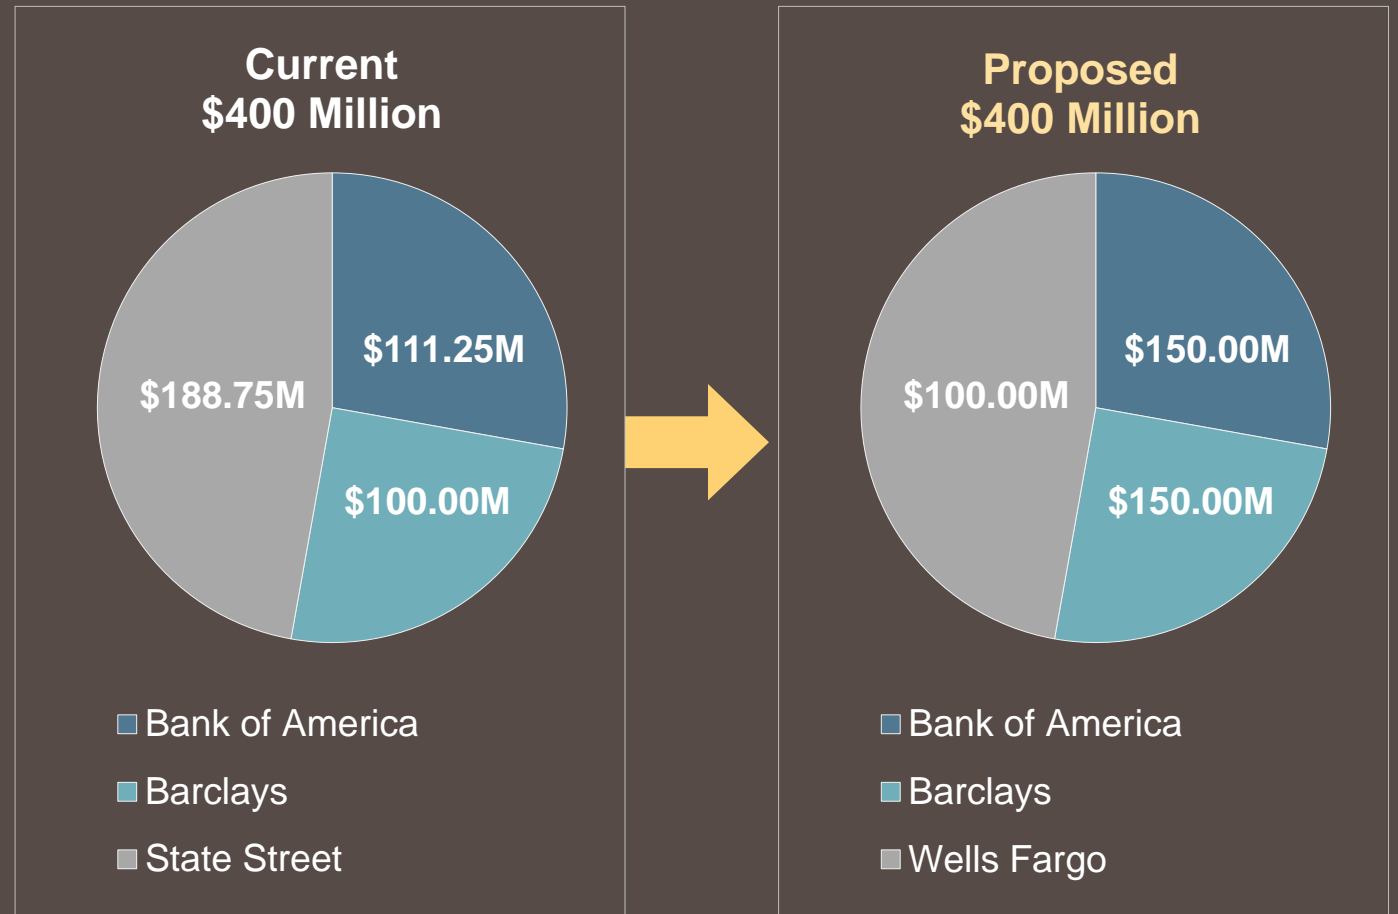 Current
$400 Million
$111.25M
$188.75M
$100.00M
Bank of America
Barclays
State Street
Proposed
$400 Million
$150.00M
$100.00M
$150.00M
Bank of America
Barclays
Wells Fargo